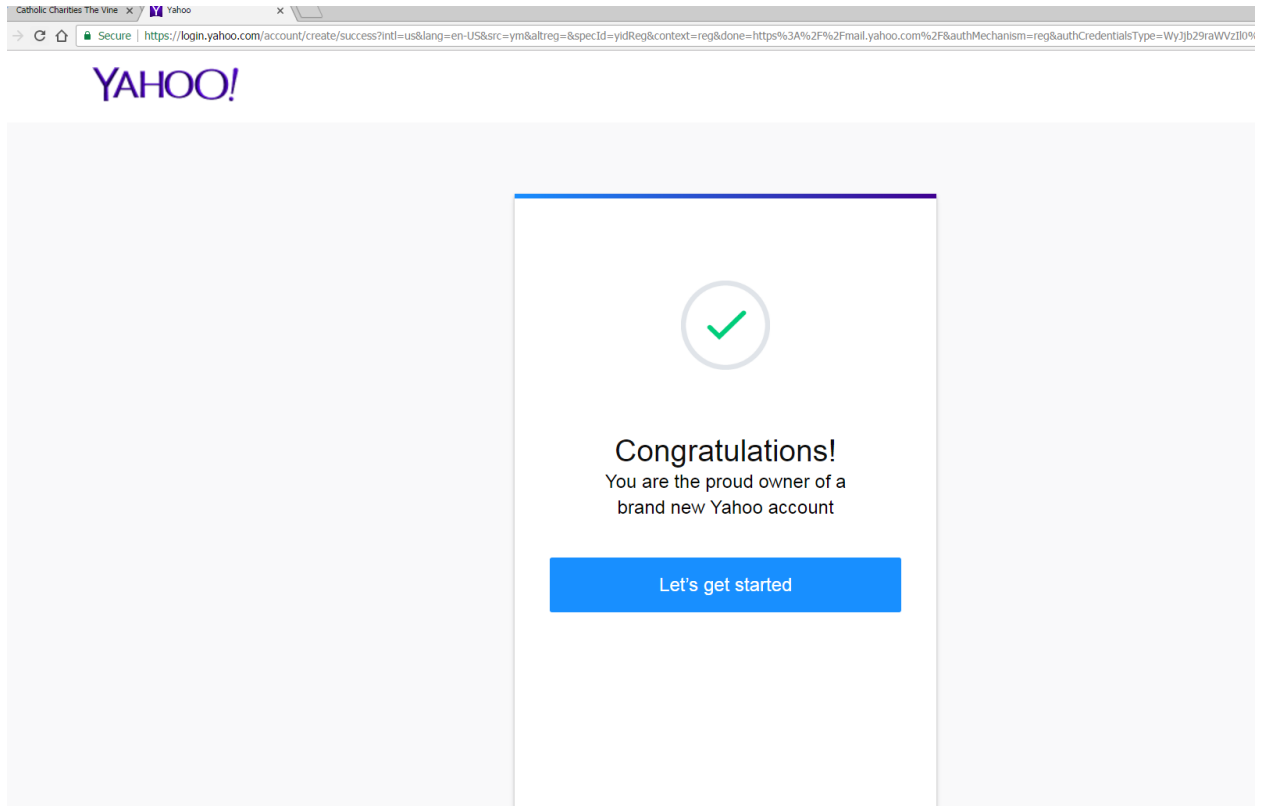 Catholic Charities The Vine
Yahoo
Secure https://login.yahoo.com/account/create/success?intl=us&lang=en-US&src=ym&altreg=&specId=yidReg&context=reg&done=https%3A%2F%2Fmail.yahoo.com%2F&authMechanism=reg&authCredentialsType=WyJjb29raWVzIl0%
YAHOO!
Congratulations!
You are the proud owner of a
brand new Yahoo account
Let's get started